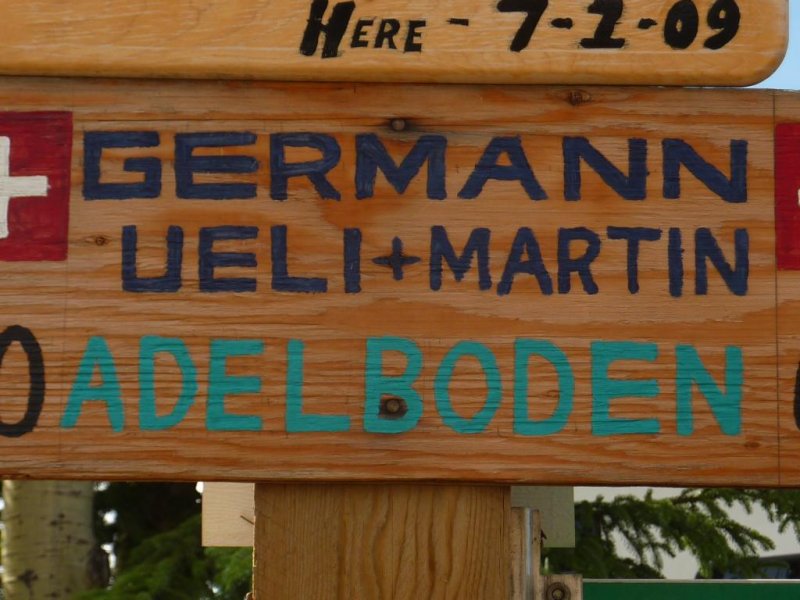 HERE - 7-2-09
GERMANN
UELI+MARTIN
ADELBODEN